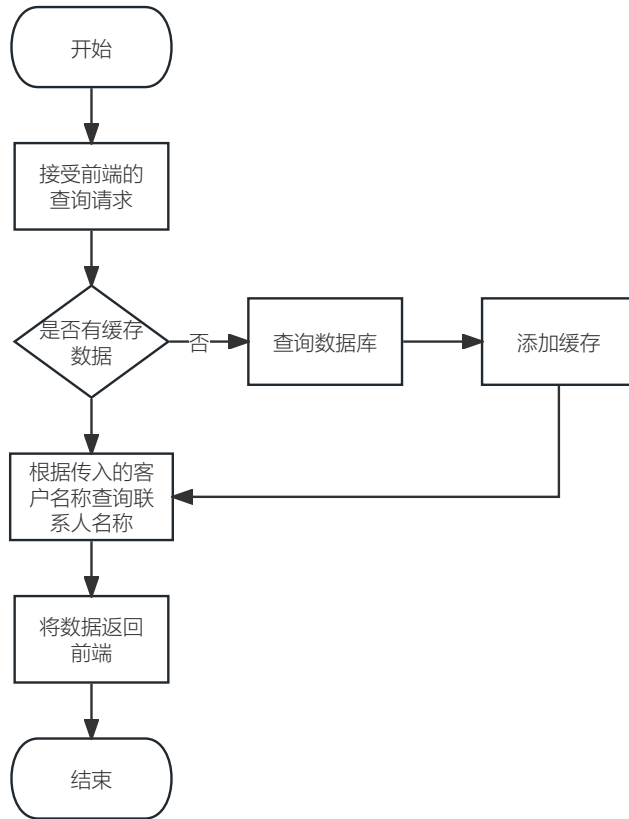 开始
接受前端的
查询请求
是否有缓存
数据
否
查询数据库
添加缓存
根据传入的客
户名称查询联
系人名称
将数据返回
前端
结束